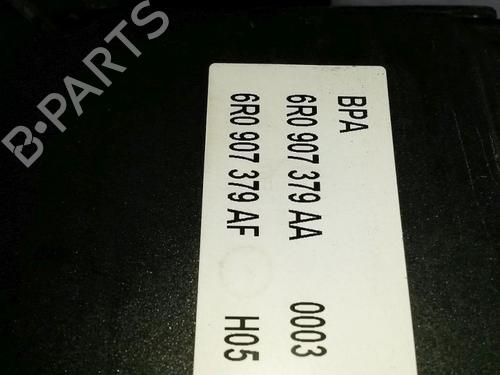 BPA
6R0 907 379 AA 0003
6R0 907 379 AF H05
B-PARTS